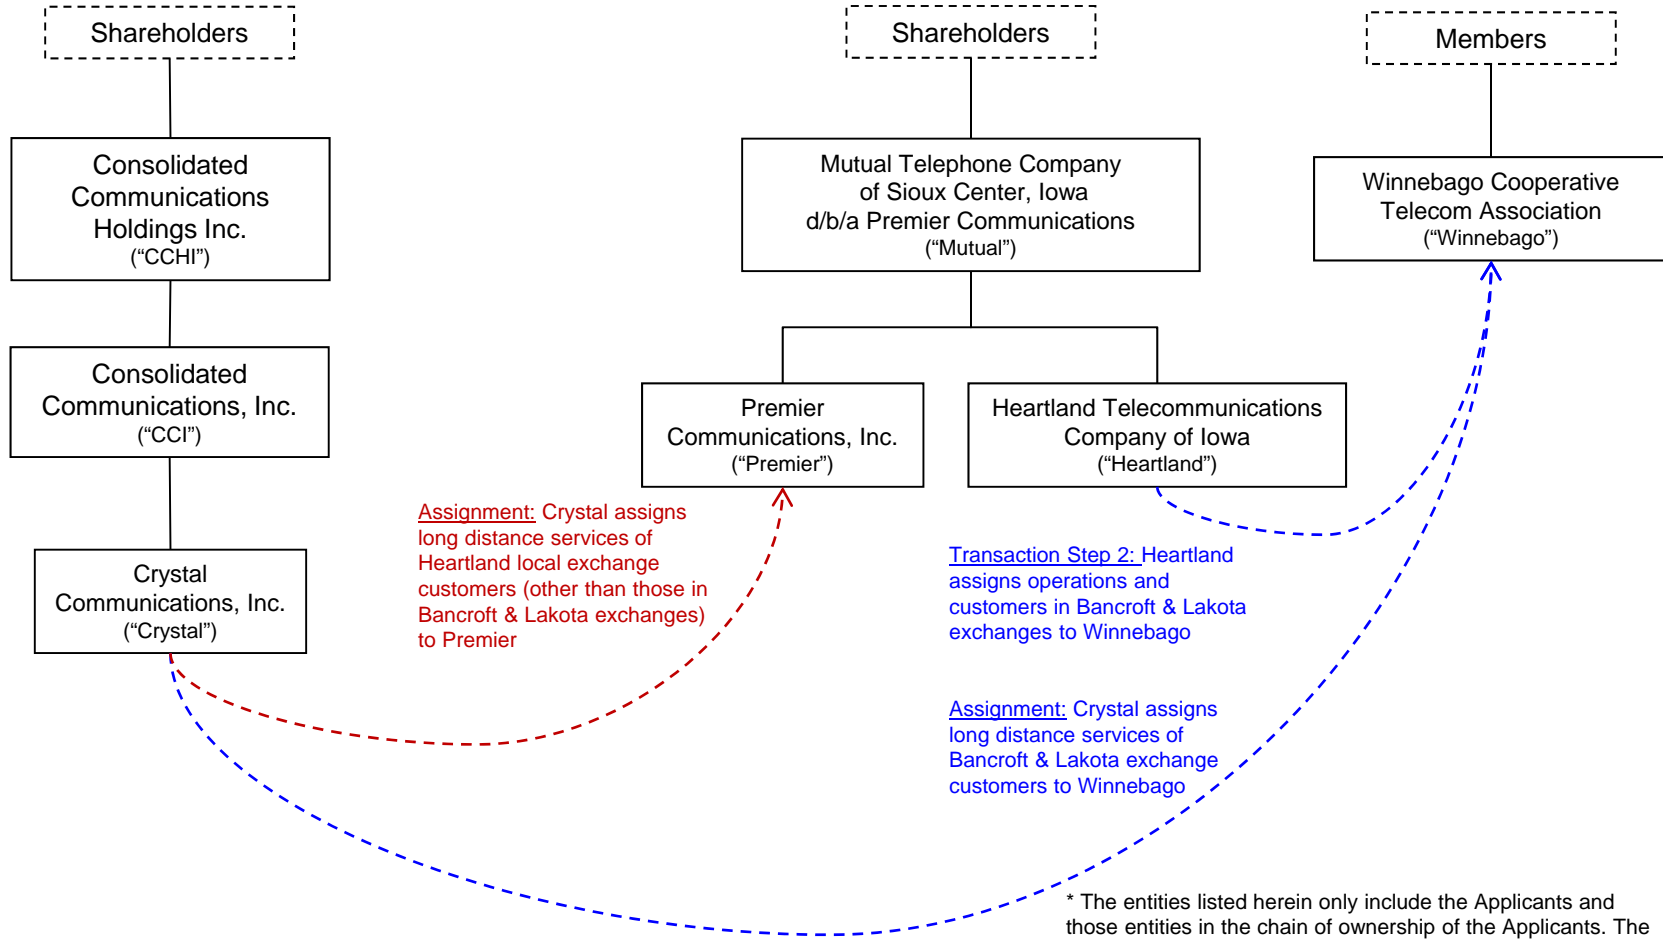 Shareholders
Consolidated
Communications
Holdings Inc.
(“CCHI”)
Consolidated
Communications, Inc.
(“CCI”)
Crystal
Communications, Inc.
(“Crystal”)
Shareholders
Mutual Telephone Company
of Sioux Center, Iowa
d/b/a Premier Communications
(“Mutual”)
Premier
Communications, Inc.
(“Premier”)
Heartland Telecommunications
Company of Iowa
(“Heartland”)
Members
Winnebago Cooperative
Telecom Association
(“Winnebago”)
Assignment: Crystal assigns
long distance services of
Heartland local exchange
customers (other than those in
Bancroft & Lakota exchanges)
to Premier
Transaction Step 2: Heartland
assigns operations and
customers in Bancroft & Lakota
exchanges to Winnebago
Assignment: Crystal assigns
long distance services of
Bancroft & Lakota exchange
customers to Winnebago
* The entities listed herein only include the Applicants and
those entities in the chain of ownership of the Applicants. The